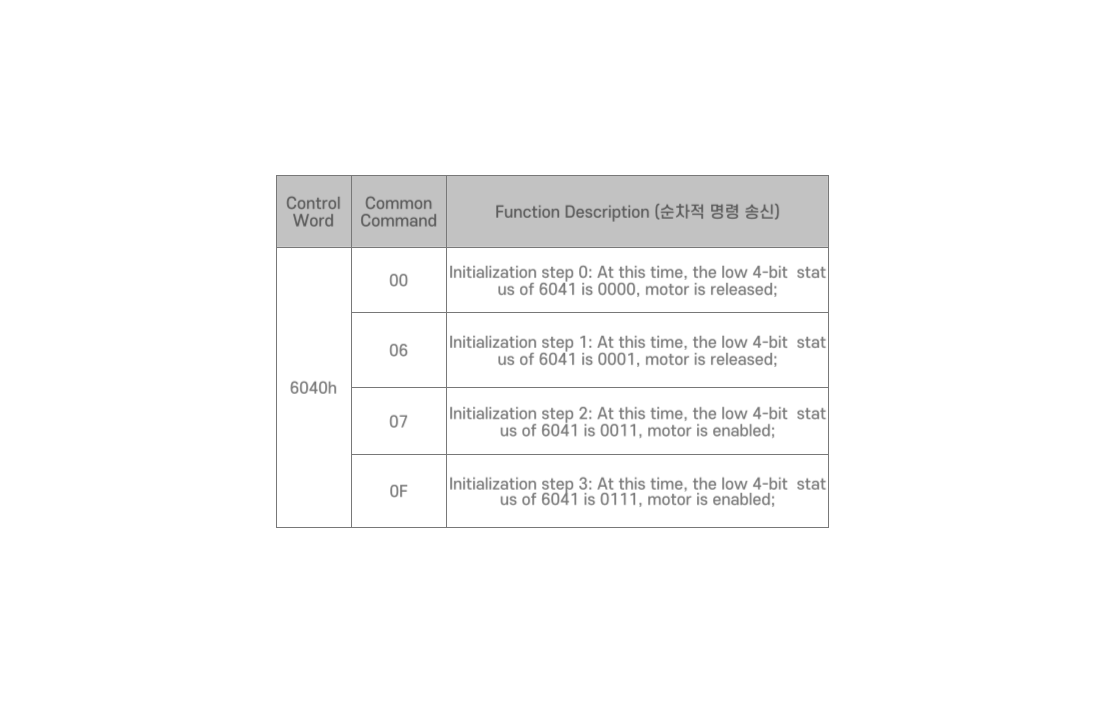 Control
Word
Common
Command
Function Description (순차적 명령 송신)
6040h
00
Initialization step 0: At this time, the low 4-bit  stat
us of 6041 is 0000, motor is released;
06
Initialization step 1: At this time, the low 4-bit  stat
us of 6041 is 0001, motor is released;
07
Initialization step 2: At this time, the low 4-bit  stat
us of 6041 is 0011, motor is enabled;
0F
Initialization step 3: At this time, the low 4-bit  stat
us of 6041 is 0111, motor is enabled;